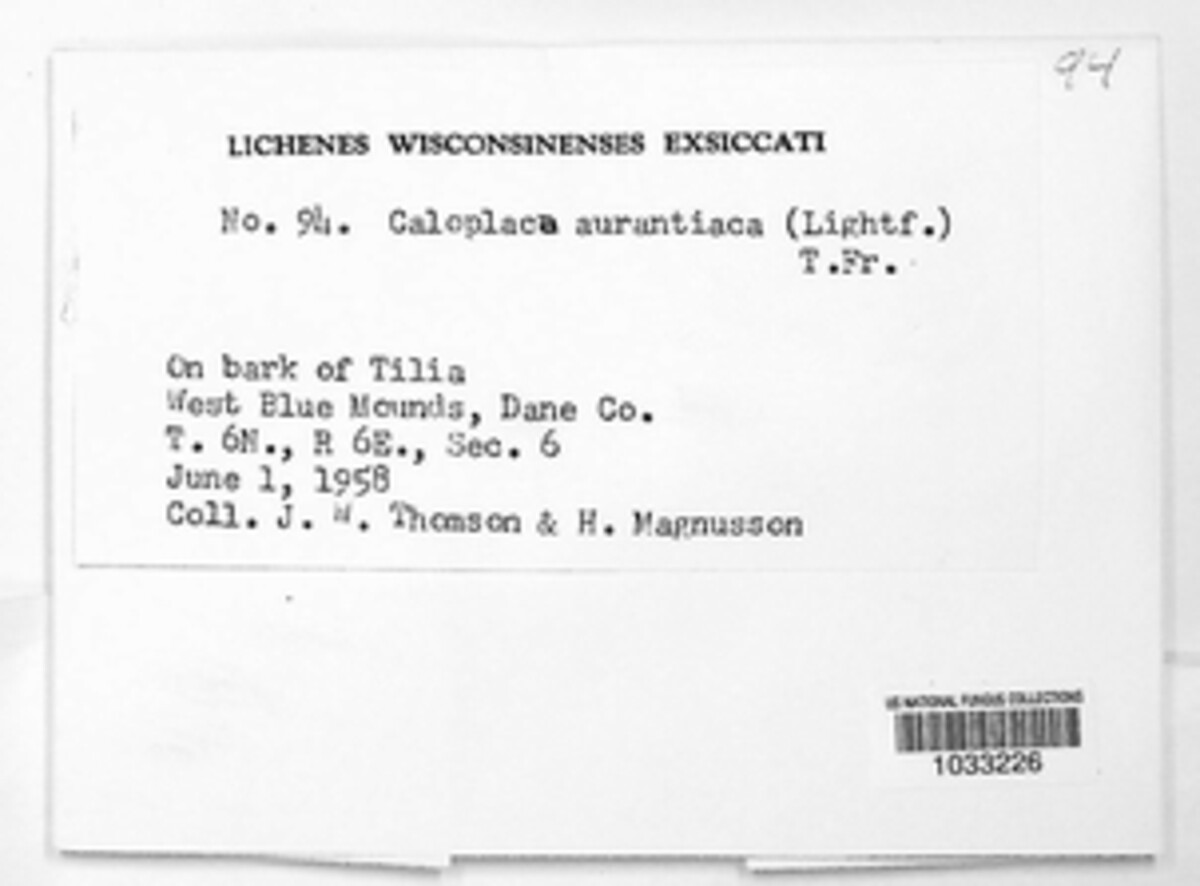 94
LICHENES WISCONSINENSES EXSICCATI
No. 94. Caloplaca aurantiaca (Lightf.)
T.Fr.
On bark of Tilia
West Blue Mounds, Dane Co.
T. 6N., R 6E., Sec. 6
June 1, 1958
Coll. J. W. Thomson & H. Magnusson
US NATIONAL FUNGUS COLLECTIONS
1033226